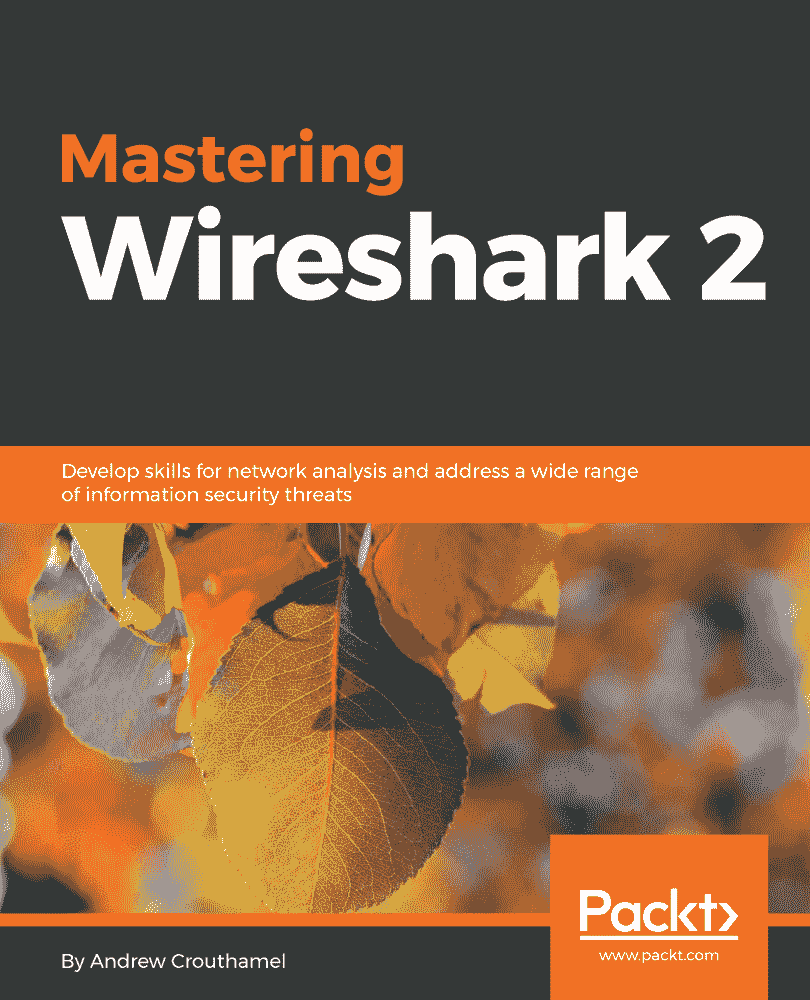 Mastering
Wireshark 2
Develop skills for network analysis and address a wide range
of information security threats
Packt>
www.packt.com
By Andrew Crouthamel